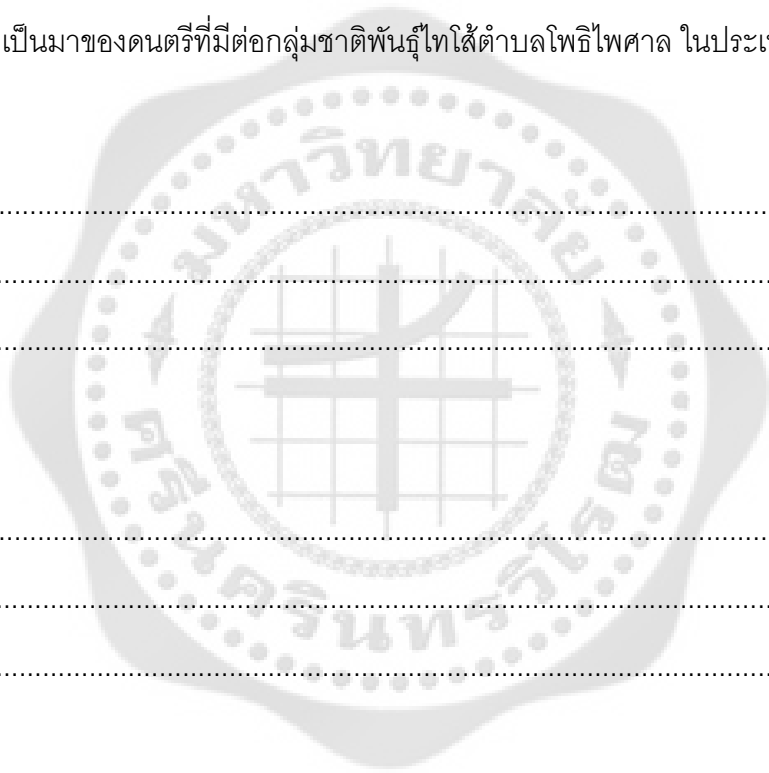 เป็นมาของดนตรีที่มีต่อกลุ่มชาติพันธุ์ไทโส้ตำบลโพธิไพศาล ในประเ
มหาวิทยาลัย
................................................................................
................................................................................
................................................................................
................................................................................
................................................................................
................................................................................
ศรีนครินทรวิโรฒ